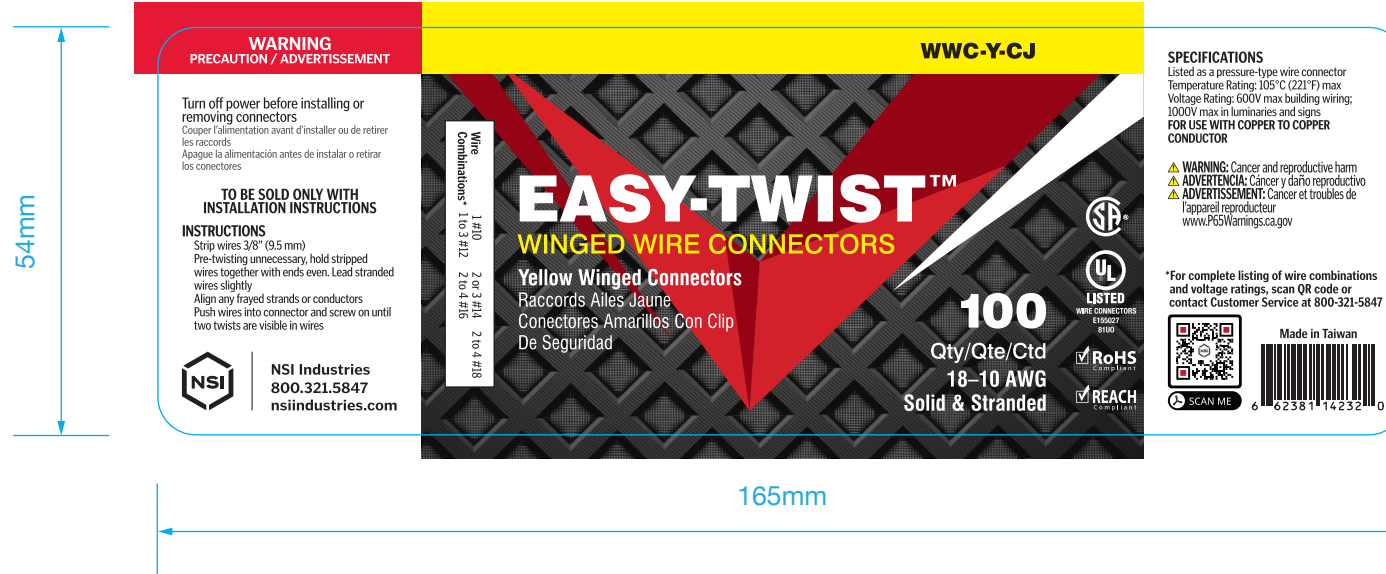 WARNING
PRECAUTION / ADVERTISSEMENT
Turn off power before installing or
removing connectors
Couper l'alimentation avant d'installer ou de retirer
les raccords
Apague la alimentación antes de instalar o retirar
los conectores
TO BE SOLD ONLY WITH
INSTALLATION INSTRUCTIONS
INSTRUCTIONS
Strip wires 3/8" (9.5 mm)
Pre-twisting unnecessary, hold stripped
wires together with ends even. Lead stranded
wires slightly
Align any frayed strands or conductors
Push wires into connector and screw on until
two twists are visible in wires
NSI
NSI Industries
800.321.5847
nsiindustries.com
54mm
WWC-Y-CJ
Wire
Combinations*
1 #10 2 or 3 #14 2 to 4 #18
1 to 3 #12 2 to 4 #16
EASY-TWIST™
WINGED WIRE CONNECTORS
Yellow Winged Connectors
Raccords Ailes Jaune
Conectores Amarillos Con Clip
De Seguridad
100
Qty/Qte/Ctd
18–10 AWG
Solid & Stranded
SA®
UL
LISTED
WIRE CONNECTORS
E155027
81U0
RoHS
Compliant
REACH
Compliant
SPECIFICATIONS
Listed as a pressure-type wire connector
Temperature Rating: 105°C (221°F) max
Voltage Rating: 600V max building wiring;
1000V max in luminaries and signs
FOR USE WITH COPPER TO COPPER
CONDUCTOR
WARNING: Cancer and reproductive harm
ADVERTENCIA: Cáncer y daño reproductivo
ADVERTISSEMENT: Cancer et troubles de
l'appareil reproducteur
www.P65Warnings.ca.gov
*For complete listing of wire combinations
and voltage ratings, scan QR code or
contact Customer Service at 800-321-5847
NSI
SCAN ME
Made in Taiwan
6 62381 14232 0
165mm